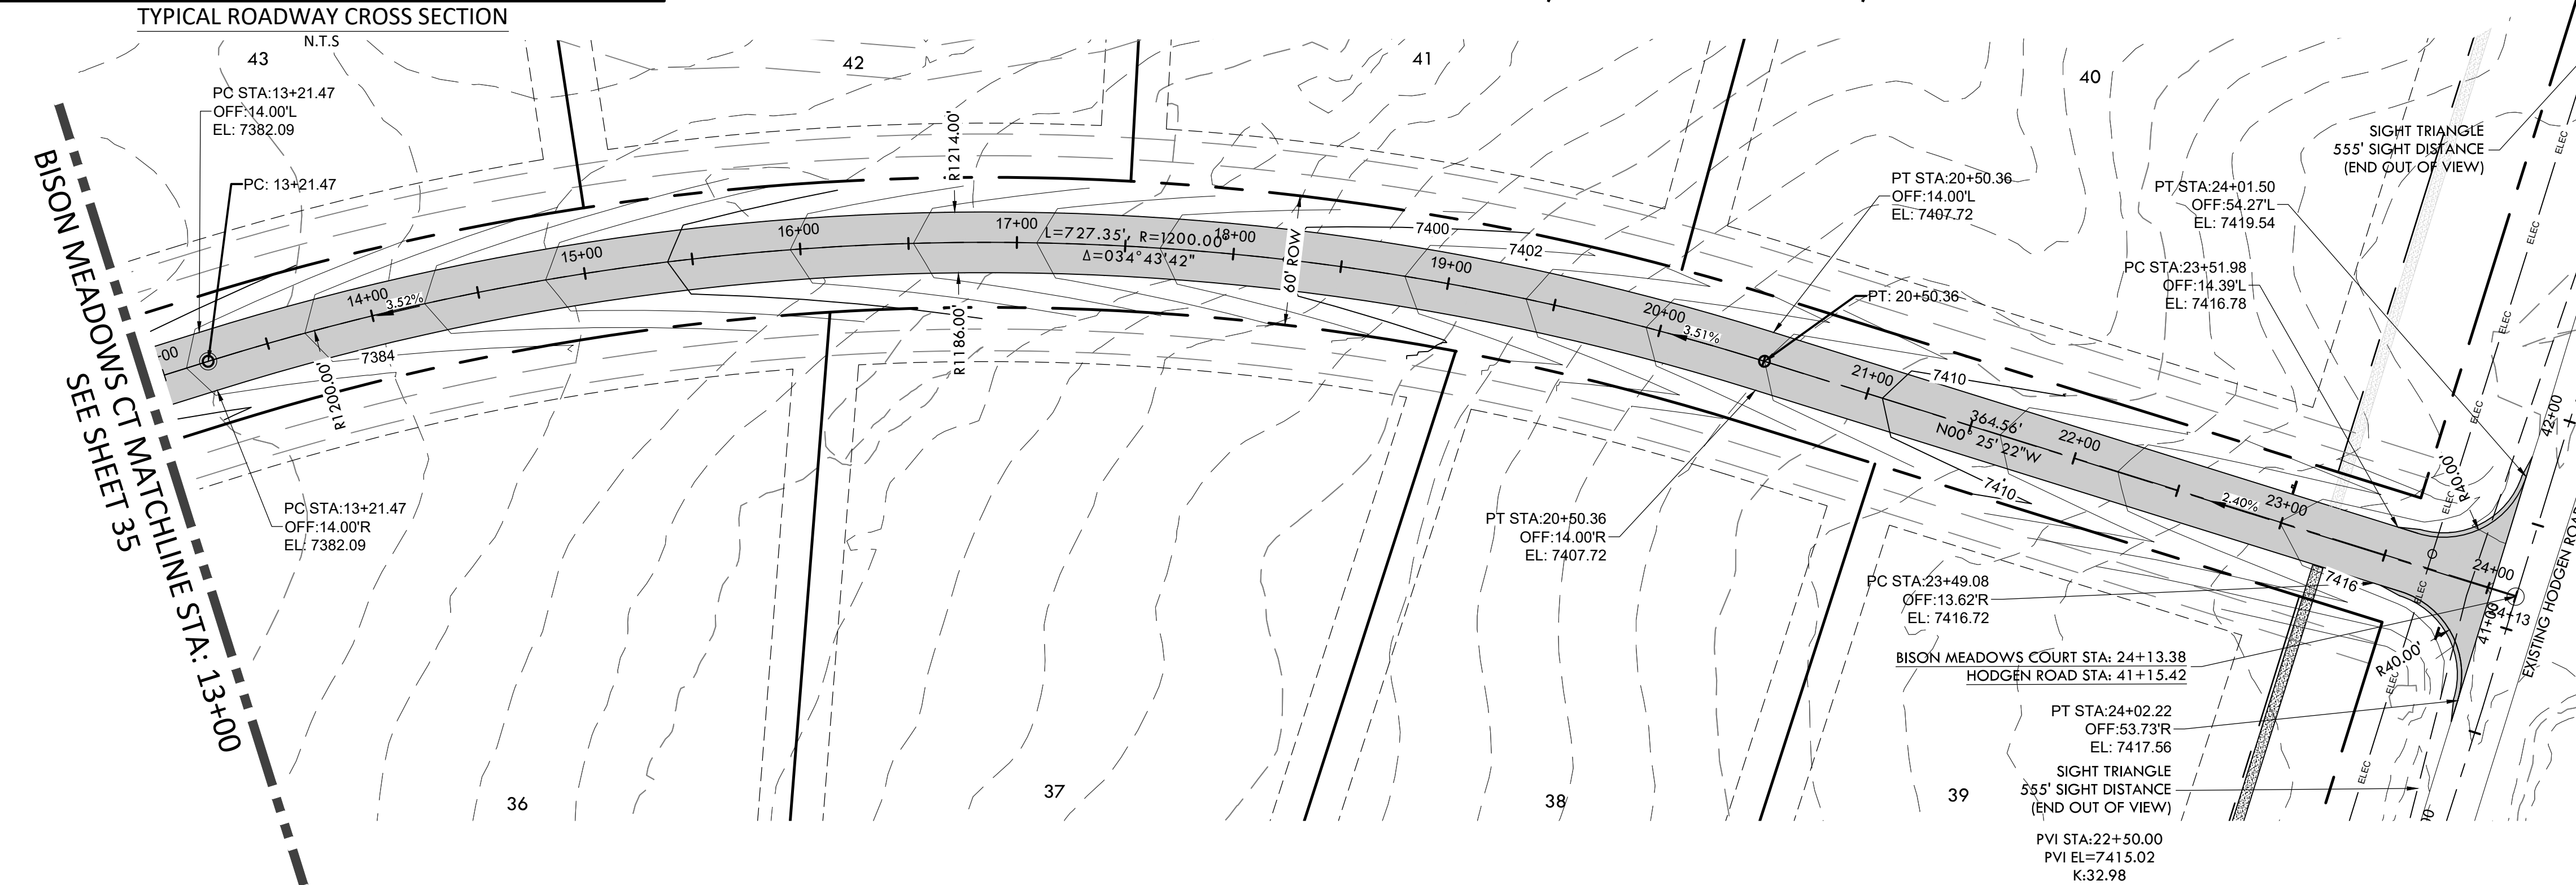 TYPICAL ROADWAY CROSS SECTION
N.T.S
43
42
41
40
PC STA:13+21.47
OFF:14.00'L
EL: 7382.09
PC: 13+21.47
BISON MEADOWS CT MATCHLINE STA: 13+00
SEE SHEET 35
-00
14+00
3.52%
7384
R1200.00'
PC STA:13+21.47
OFF:14.00'R
EL: 7382.09
15+00
16+00
R1214.00'
R1186.00'
17+00
L=727.35', R=1200.00'
Δ=034°43'42"
18+00
60' ROW
7400
7402
19+00
20+00
3.51%
PT STA:20+50.36
OFF:14.00'L
EL: 7407.72
PT: 20+50.36
PT STA:20+50.36
OFF:14.00'R
EL: 7407.72
21+00
7410
364.56'
N00° 25' 22"W
22+00
7410
2.40%
23+00
SIGHT TRIANGLE
555' SIGHT DISTANCE
(END OUT OF VIEW)
PT STA:24+01.50
OFF:54.27'L
EL: 7419.54
PC STA:23+51.98
OFF:14.39'L
EL: 7416.78
ELEC
ELEC
ELEC
ELEC
ELEC
R40.00'
42+00
24+00
24+13
41+00
EXISTING HODGEN ROAD
7416
ELEC
R40.00'
ELEC
ELEC
PC STA:23+49.08
OFF:13.62'R
EL: 7416.72
BISON MEADOWS COURT STA: 24+13.38
HODGEN ROAD STA: 41+15.42
PT STA:24+02.22
OFF:53.73'R
EL: 7417.56
SIGHT TRIANGLE
555' SIGHT DISTANCE
(END OUT OF VIEW)
36
37
38
39
PVI STA:22+50.00
PVI EL=7415.02
K:32.98